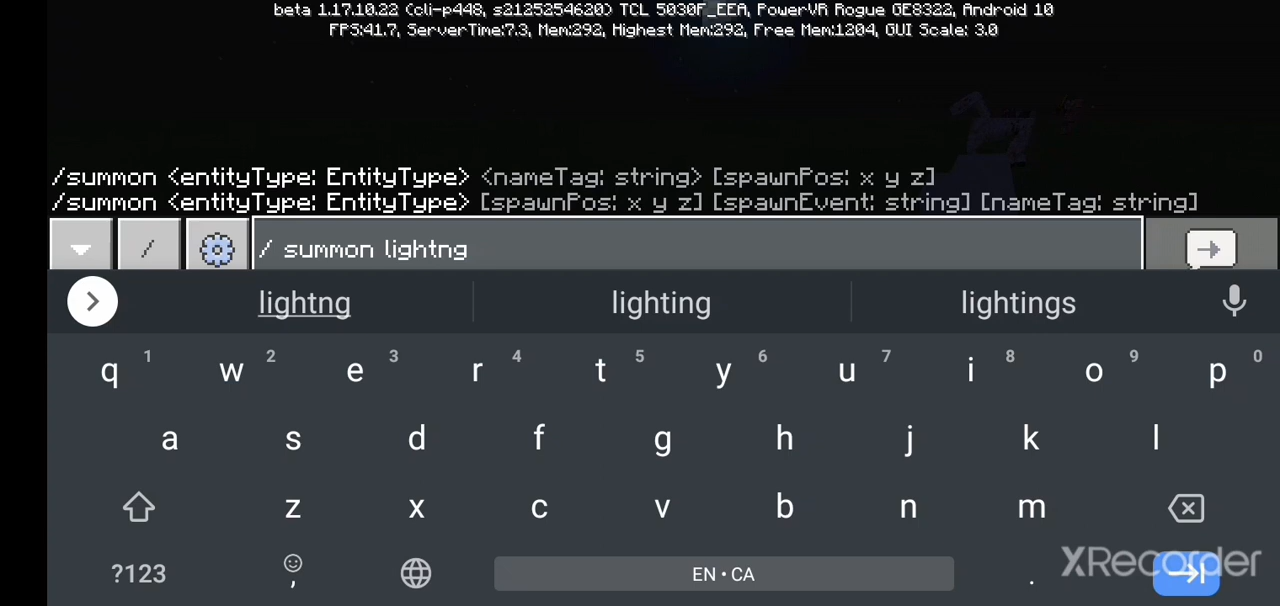 beta 1.17.10.22 (cli-p448, s2125254620) TCL 5030F_EEA, PowerVR Rogue GE8322, Android 10
FPS:41.7, ServerTime:7.3, Mem:292, Highest Mem:292, Free Mem:1204, GUI Scale: 3.0
/summon <entityType: EntityType> <nameTag: string> [spawnPos: x y z]
/summon <entityType: EntityType> [spawnPos: x y z] [spawnEvent: string] [nameTag: string]
/ / summon lightng
lightng lighting lightings
q 1 w 2 e 3 r 4 t 5 y 6 u 7 i 8 o 9 p 0
a s d f g h j k l
z x c v b n m
?123 , EN • CA .
XRecorder